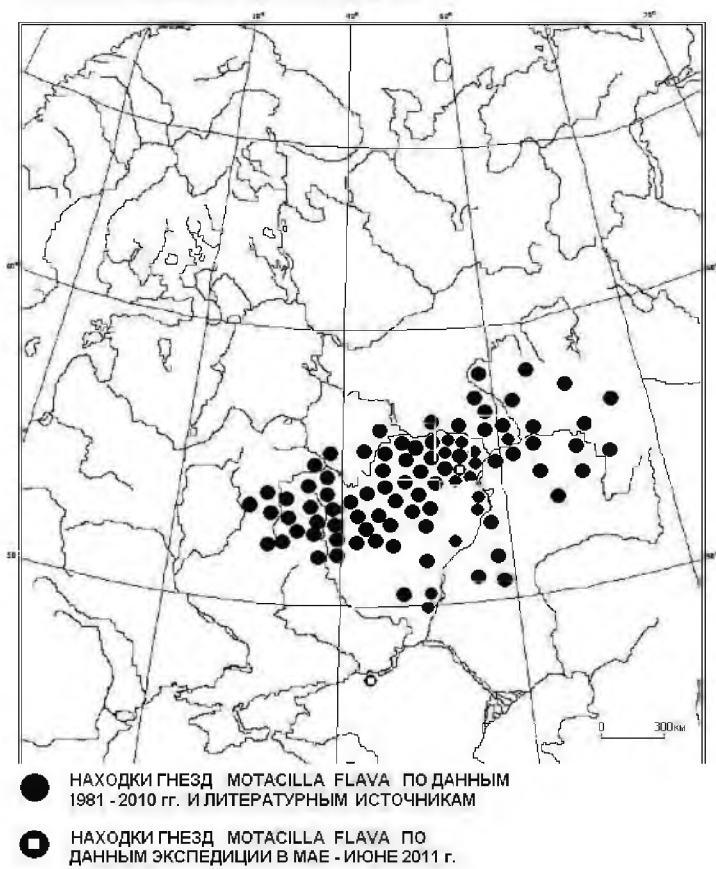 0 300км
НАХОДКИ ГНЕЗД MOTACILLA FLAVA ПО ДАННЫМ
1981 - 2010 гг. И ЛИТЕРАТУРНЫМ ИСТОЧНИКАМ
НАХОДКИ ГНЕЗД MOTACILLA FLAVA ПО
ДАННЫМ ЭКСПЕДИЦИИ В МАЕ - ИЮНЕ 2011 г.